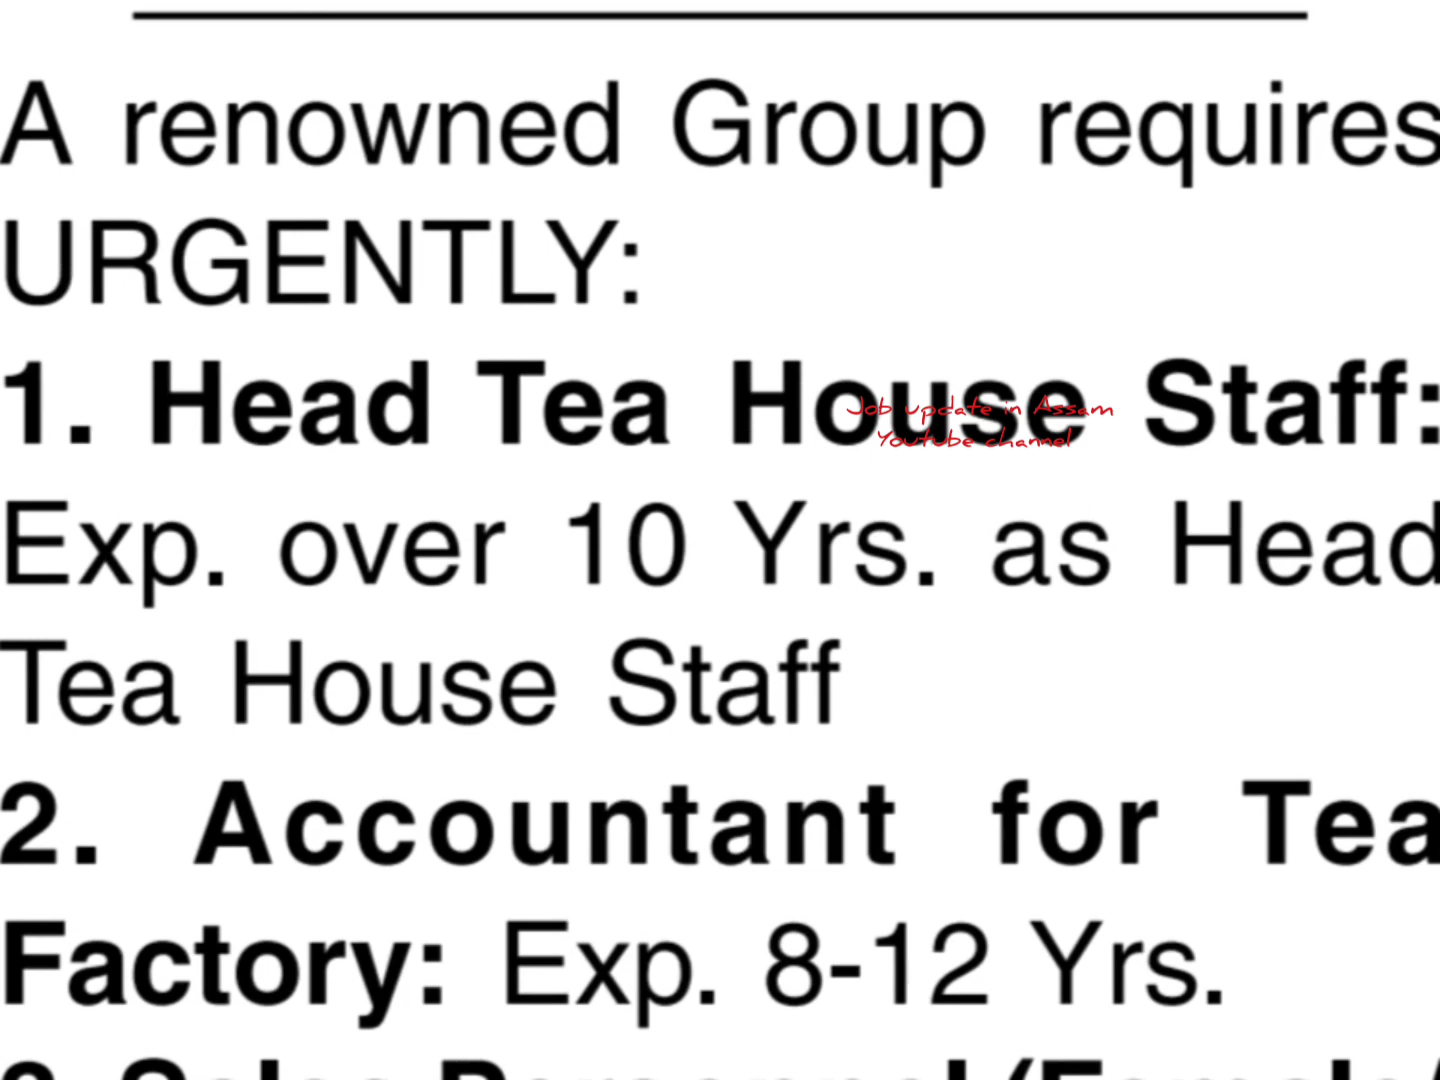 A renowned Group requires
URGENTLY:
1. Head Tea House Staff:
Job update in Assam
Youtube channel
Exp. over 10 Yrs. as Head
Tea House Staff
2. Accountant for Tea
Factory: Exp. 8-12 Yrs.